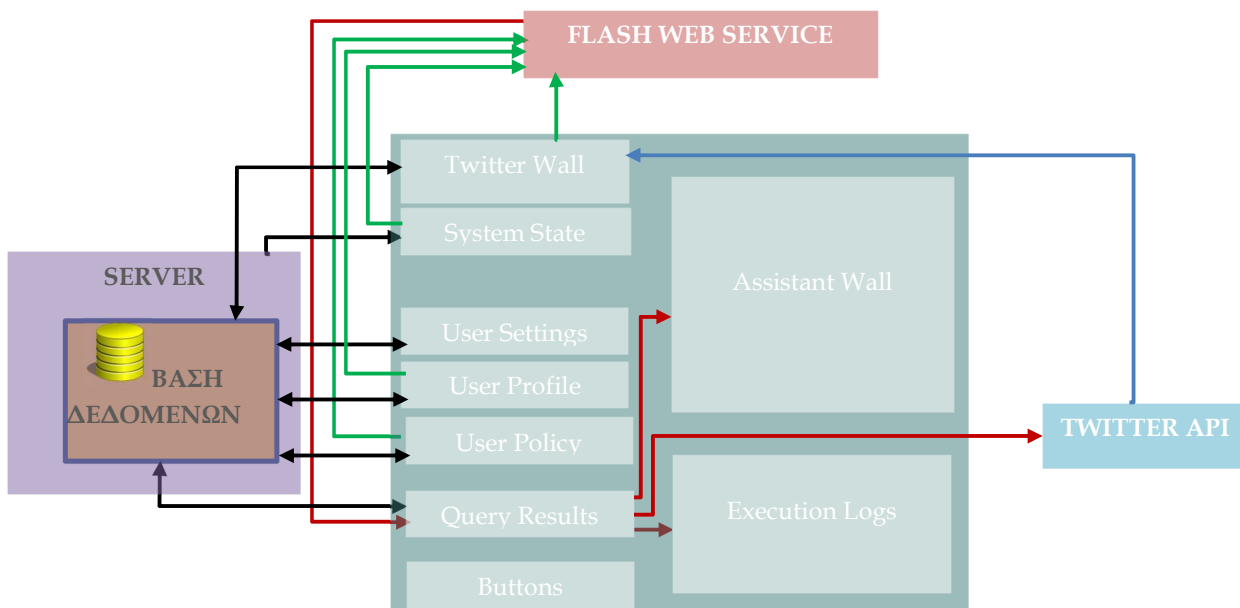 FLASH WEB SERVICE
Twitter Wall
System State
SERVER
Assistant Wall
User Settings
ΒΑΣΗ
ΔΕΔΟΜΕΝΩΝ
User Profile
User Policy
TWITTER API
Query Results
Execution Logs
Buttons